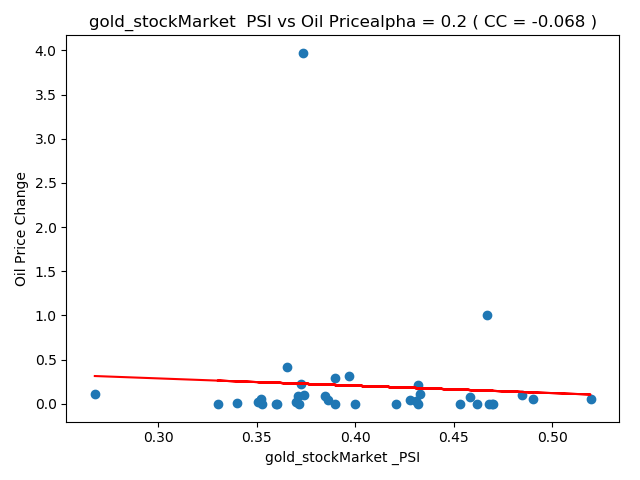 gold_stockMarket  PSI vs Oil Pricealpha = 0.2 ( CC = -0.068 )
4.0
3.5
3.0
2.5
2.0
1.5
1.0
0.5
0.0
Oil Price Change
0.30 0.35 0.40 0.45 0.50
gold_stockMarket _PSI